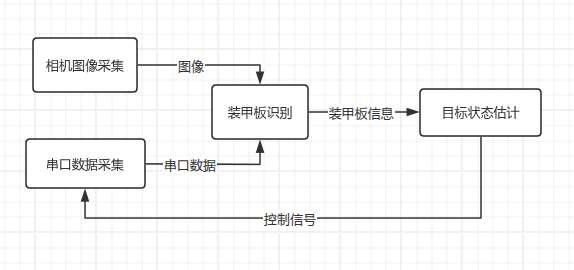 相机图像采集
图像
装甲板识别
装甲板信息
目标状态估计
串口数据采集
串口数据
控制信号